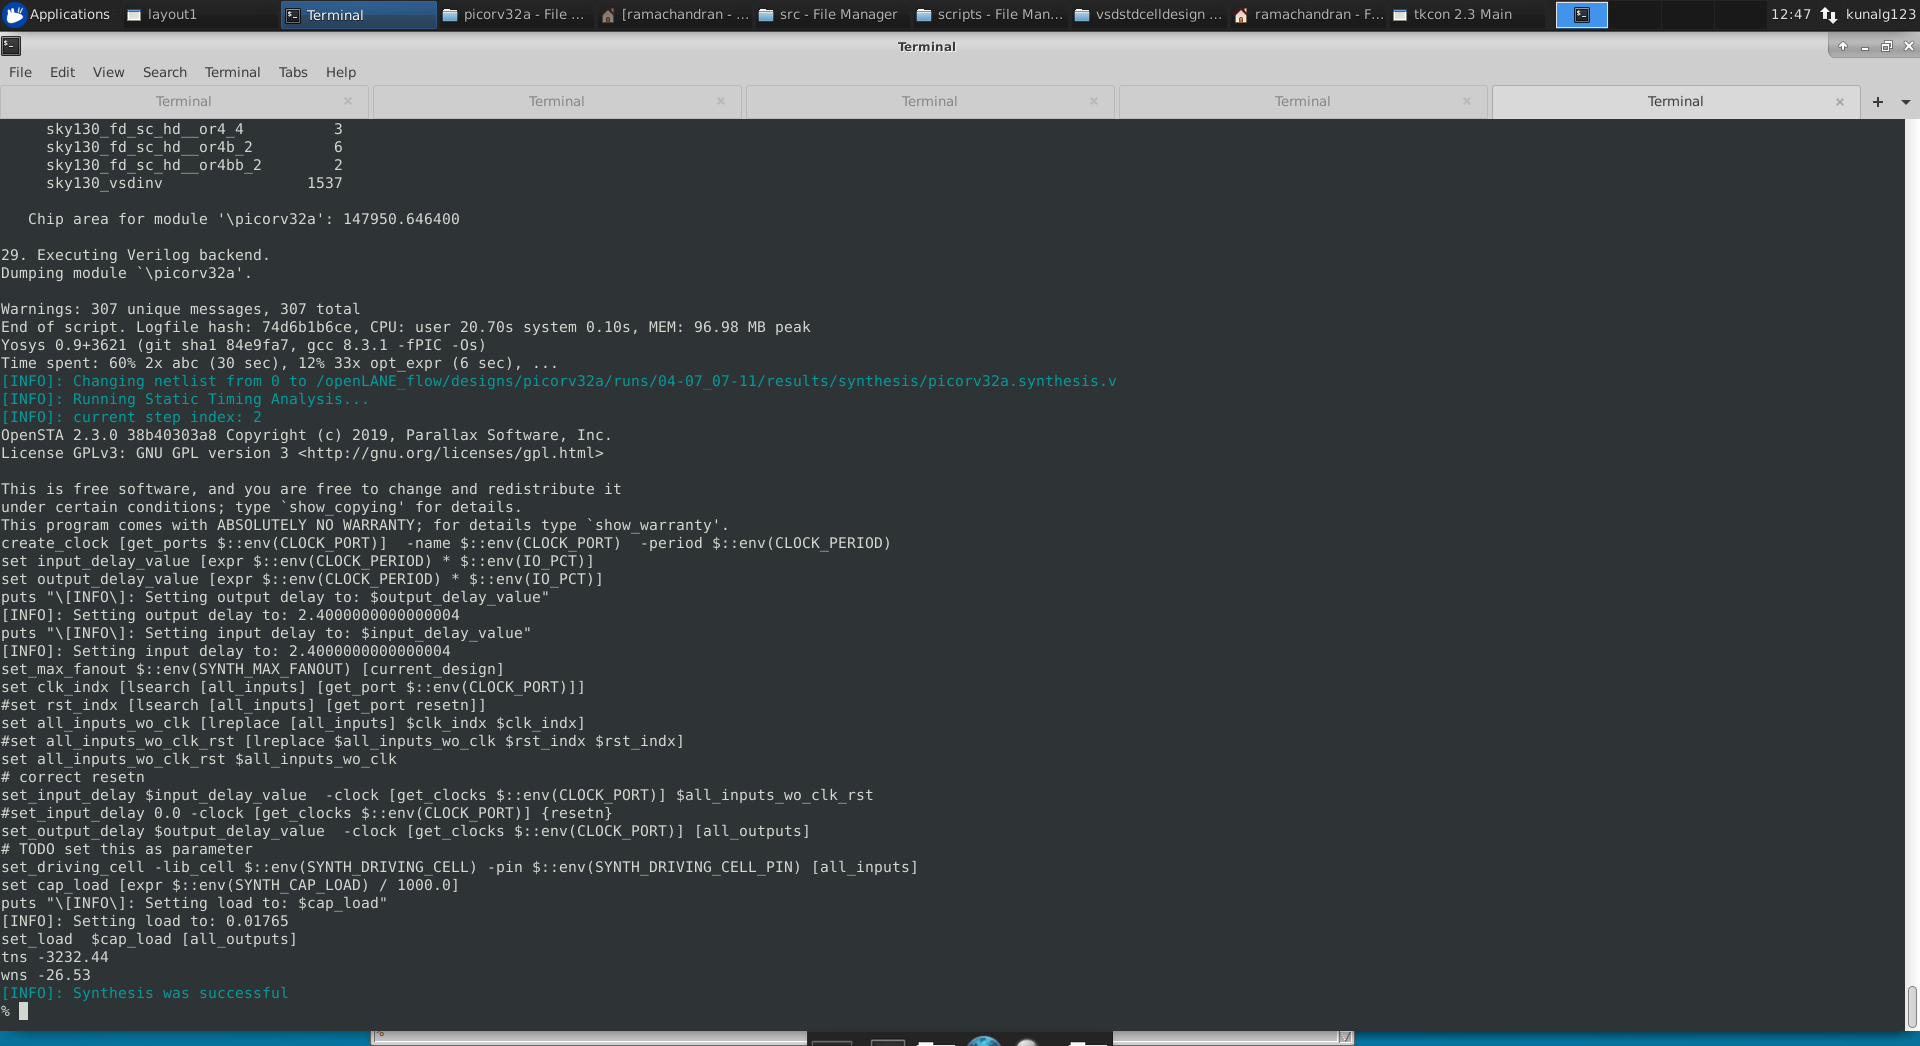 Applications
layout1
Terminal
picorv32a - File ...
[ramachandran - ...
src - File Manager
scripts - File Man...
vsdstdcelldesign ...
ramachandran - F...
tkcon 2.3 Main
12:47
kunalg123
Terminal
File Edit View Search Terminal Tabs Help
Terminal Terminal Terminal Terminal Terminal
sky130_fd_sc_hd__or4_4 3
sky130_fd_sc_hd__or4b_2 6
sky130_fd_sc_hd__or4bb_2 2
sky130_vsdinv 1537
Chip area for module '\picorv32a': 147950.646400
29. Executing Verilog backend.
Dumping module `\picorv32a'.
Warnings: 307 unique messages, 307 total
End of script. Logfile hash: 74d6b1b6ce, CPU: user 20.70s system 0.10s, MEM: 96.98 MB peak
Yosys 0.9+3621 (git sha1 84e9fa7, gcc 8.3.1 -fPIC -Os)
Time spent: 60% 2x abc (30 sec), 12% 33x opt_expr (6 sec), ...
[INFO]: Changing netlist from 0 to /openLANE_flow/designs/picorv32a/runs/04-07_07-11/results/synthesis/picorv32a.synthesis.v
[INFO]: Running Static Timing Analysis...
[INFO]: current step index: 2
OpenSTA 2.3.0 38b40303a8 Copyright (c) 2019, Parallax Software, Inc.
License GPLv3: GNU GPL version 3 <http://gnu.org/licenses/gpl.html>
This is free software, and you are free to change and redistribute it
under certain conditions; type `show_copying' for details.
This program comes with ABSOLUTELY NO WARRANTY; for details type `show_warranty'.
create_clock [get_ports $::env(CLOCK_PORT)]  -name $::env(CLOCK_PORT)  -period $::env(CLOCK_PERIOD)
set input_delay_value [expr $::env(CLOCK_PERIOD) * $::env(IO_PCT)]
set output_delay_value [expr $::env(CLOCK_PERIOD) * $::env(IO_PCT)]
puts "\[INFO\]: Setting output delay to: $output_delay_value"
[INFO]: Setting output delay to: 2.4000000000000004
puts "\[INFO\]: Setting input delay to: $input_delay_value"
[INFO]: Setting input delay to: 2.4000000000000004
set_max_fanout $::env(SYNTH_MAX_FANOUT) [current_design]
set clk_indx [lsearch [all_inputs] [get_port $::env(CLOCK_PORT)]]
#set rst_indx [lsearch [all_inputs] [get_port resetn]]
set all_inputs_wo_clk [lreplace [all_inputs] $clk_indx $clk_indx]
#set all_inputs_wo_clk_rst [lreplace $all_inputs_wo_clk $rst_indx $rst_indx]
set all_inputs_wo_clk_rst $all_inputs_wo_clk
# correct resetn
set_input_delay $input_delay_value  -clock [get_clocks $::env(CLOCK_PORT)] $all_inputs_wo_clk_rst
#set_input_delay 0.0 -clock [get_clocks $::env(CLOCK_PORT)] {resetn}
set_output_delay $output_delay_value  -clock [get_clocks $::env(CLOCK_PORT)] [all_outputs]
# TODO set this as parameter
set_driving_cell -lib_cell $::env(SYNTH_DRIVING_CELL) -pin $::env(SYNTH_DRIVING_CELL_PIN) [all_inputs]
set cap_load [expr $::env(SYNTH_CAP_LOAD) / 1000.0]
puts "\[INFO\]: Setting load to: $cap_load"
[INFO]: Setting load to: 0.01765
set_load  $cap_load [all_outputs]
tns -3232.44
wns -26.53
[INFO]: Synthesis was successful
%